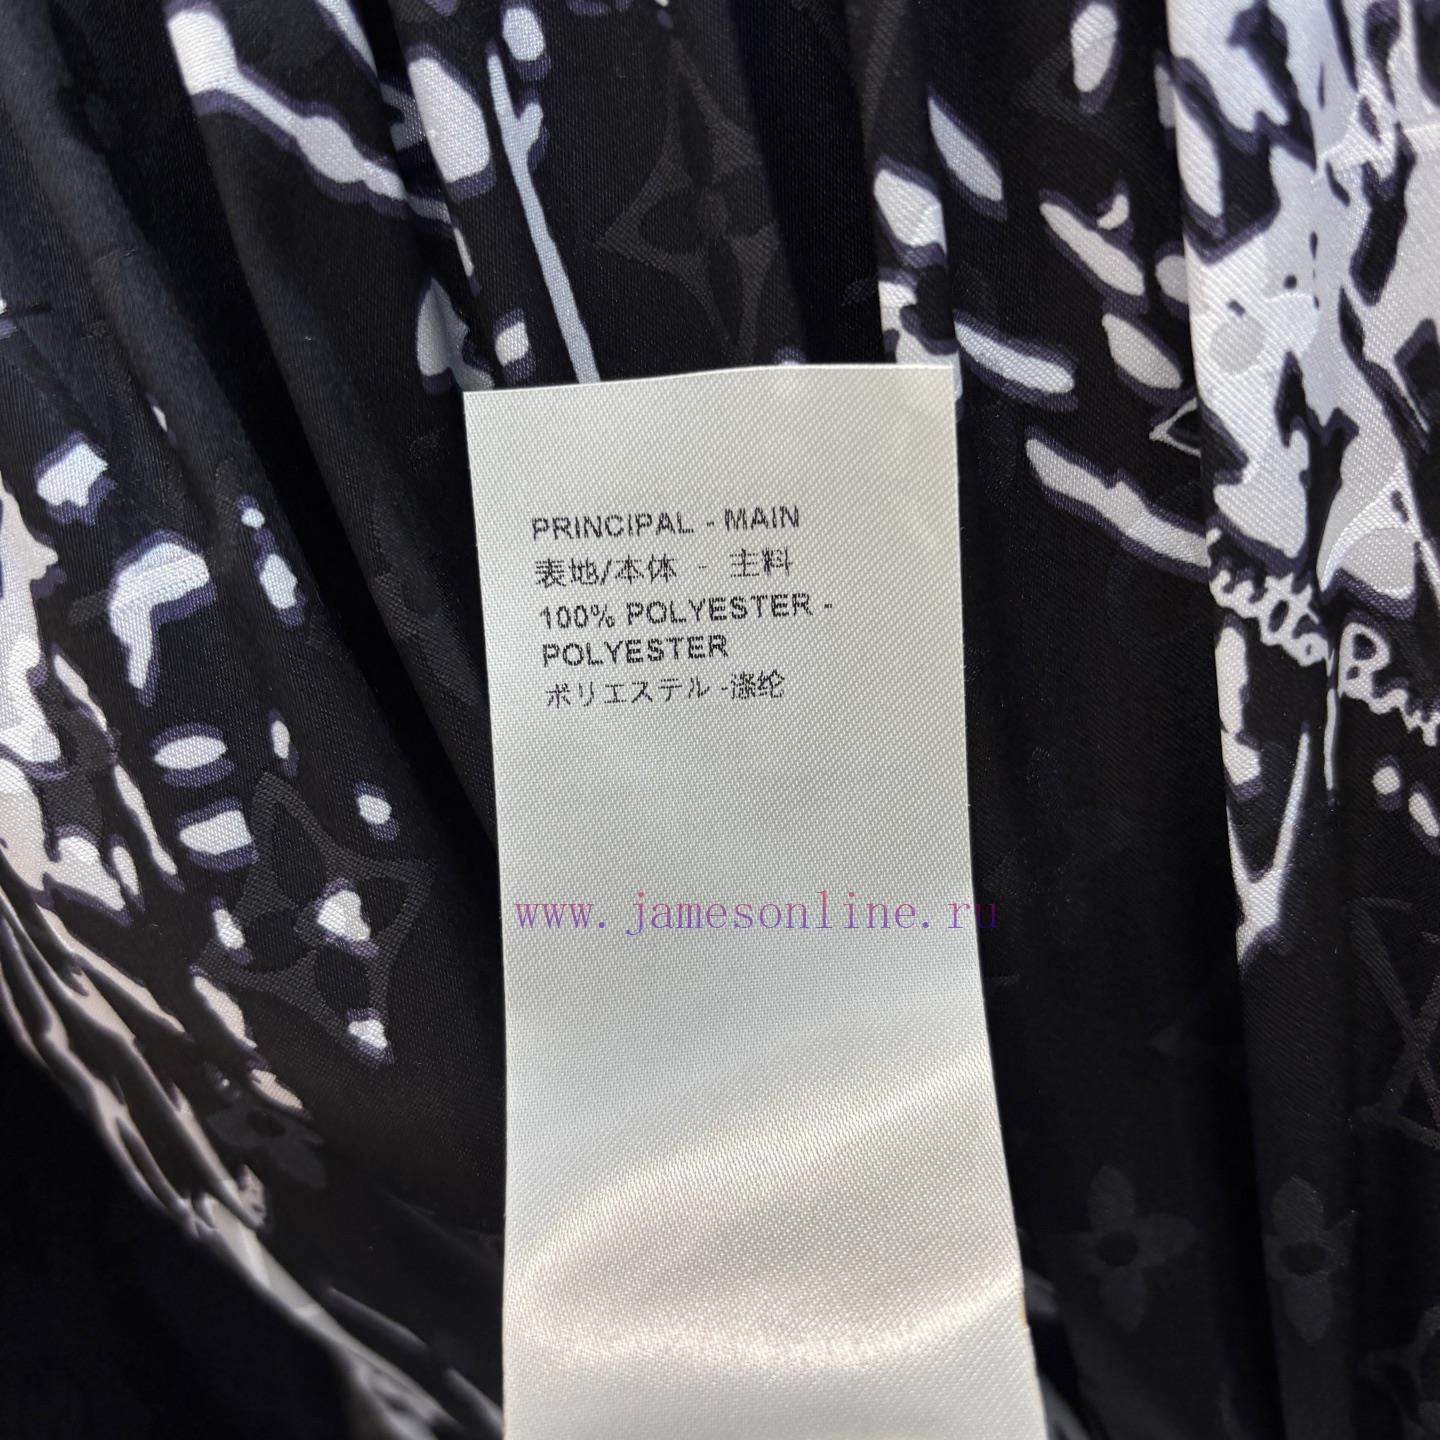 PRINCIPAL - MAIN
表地/本体 - 主料
100% POLYESTER -
POLYESTER
ポリエステル -涤纶
www.jamesonline.ru